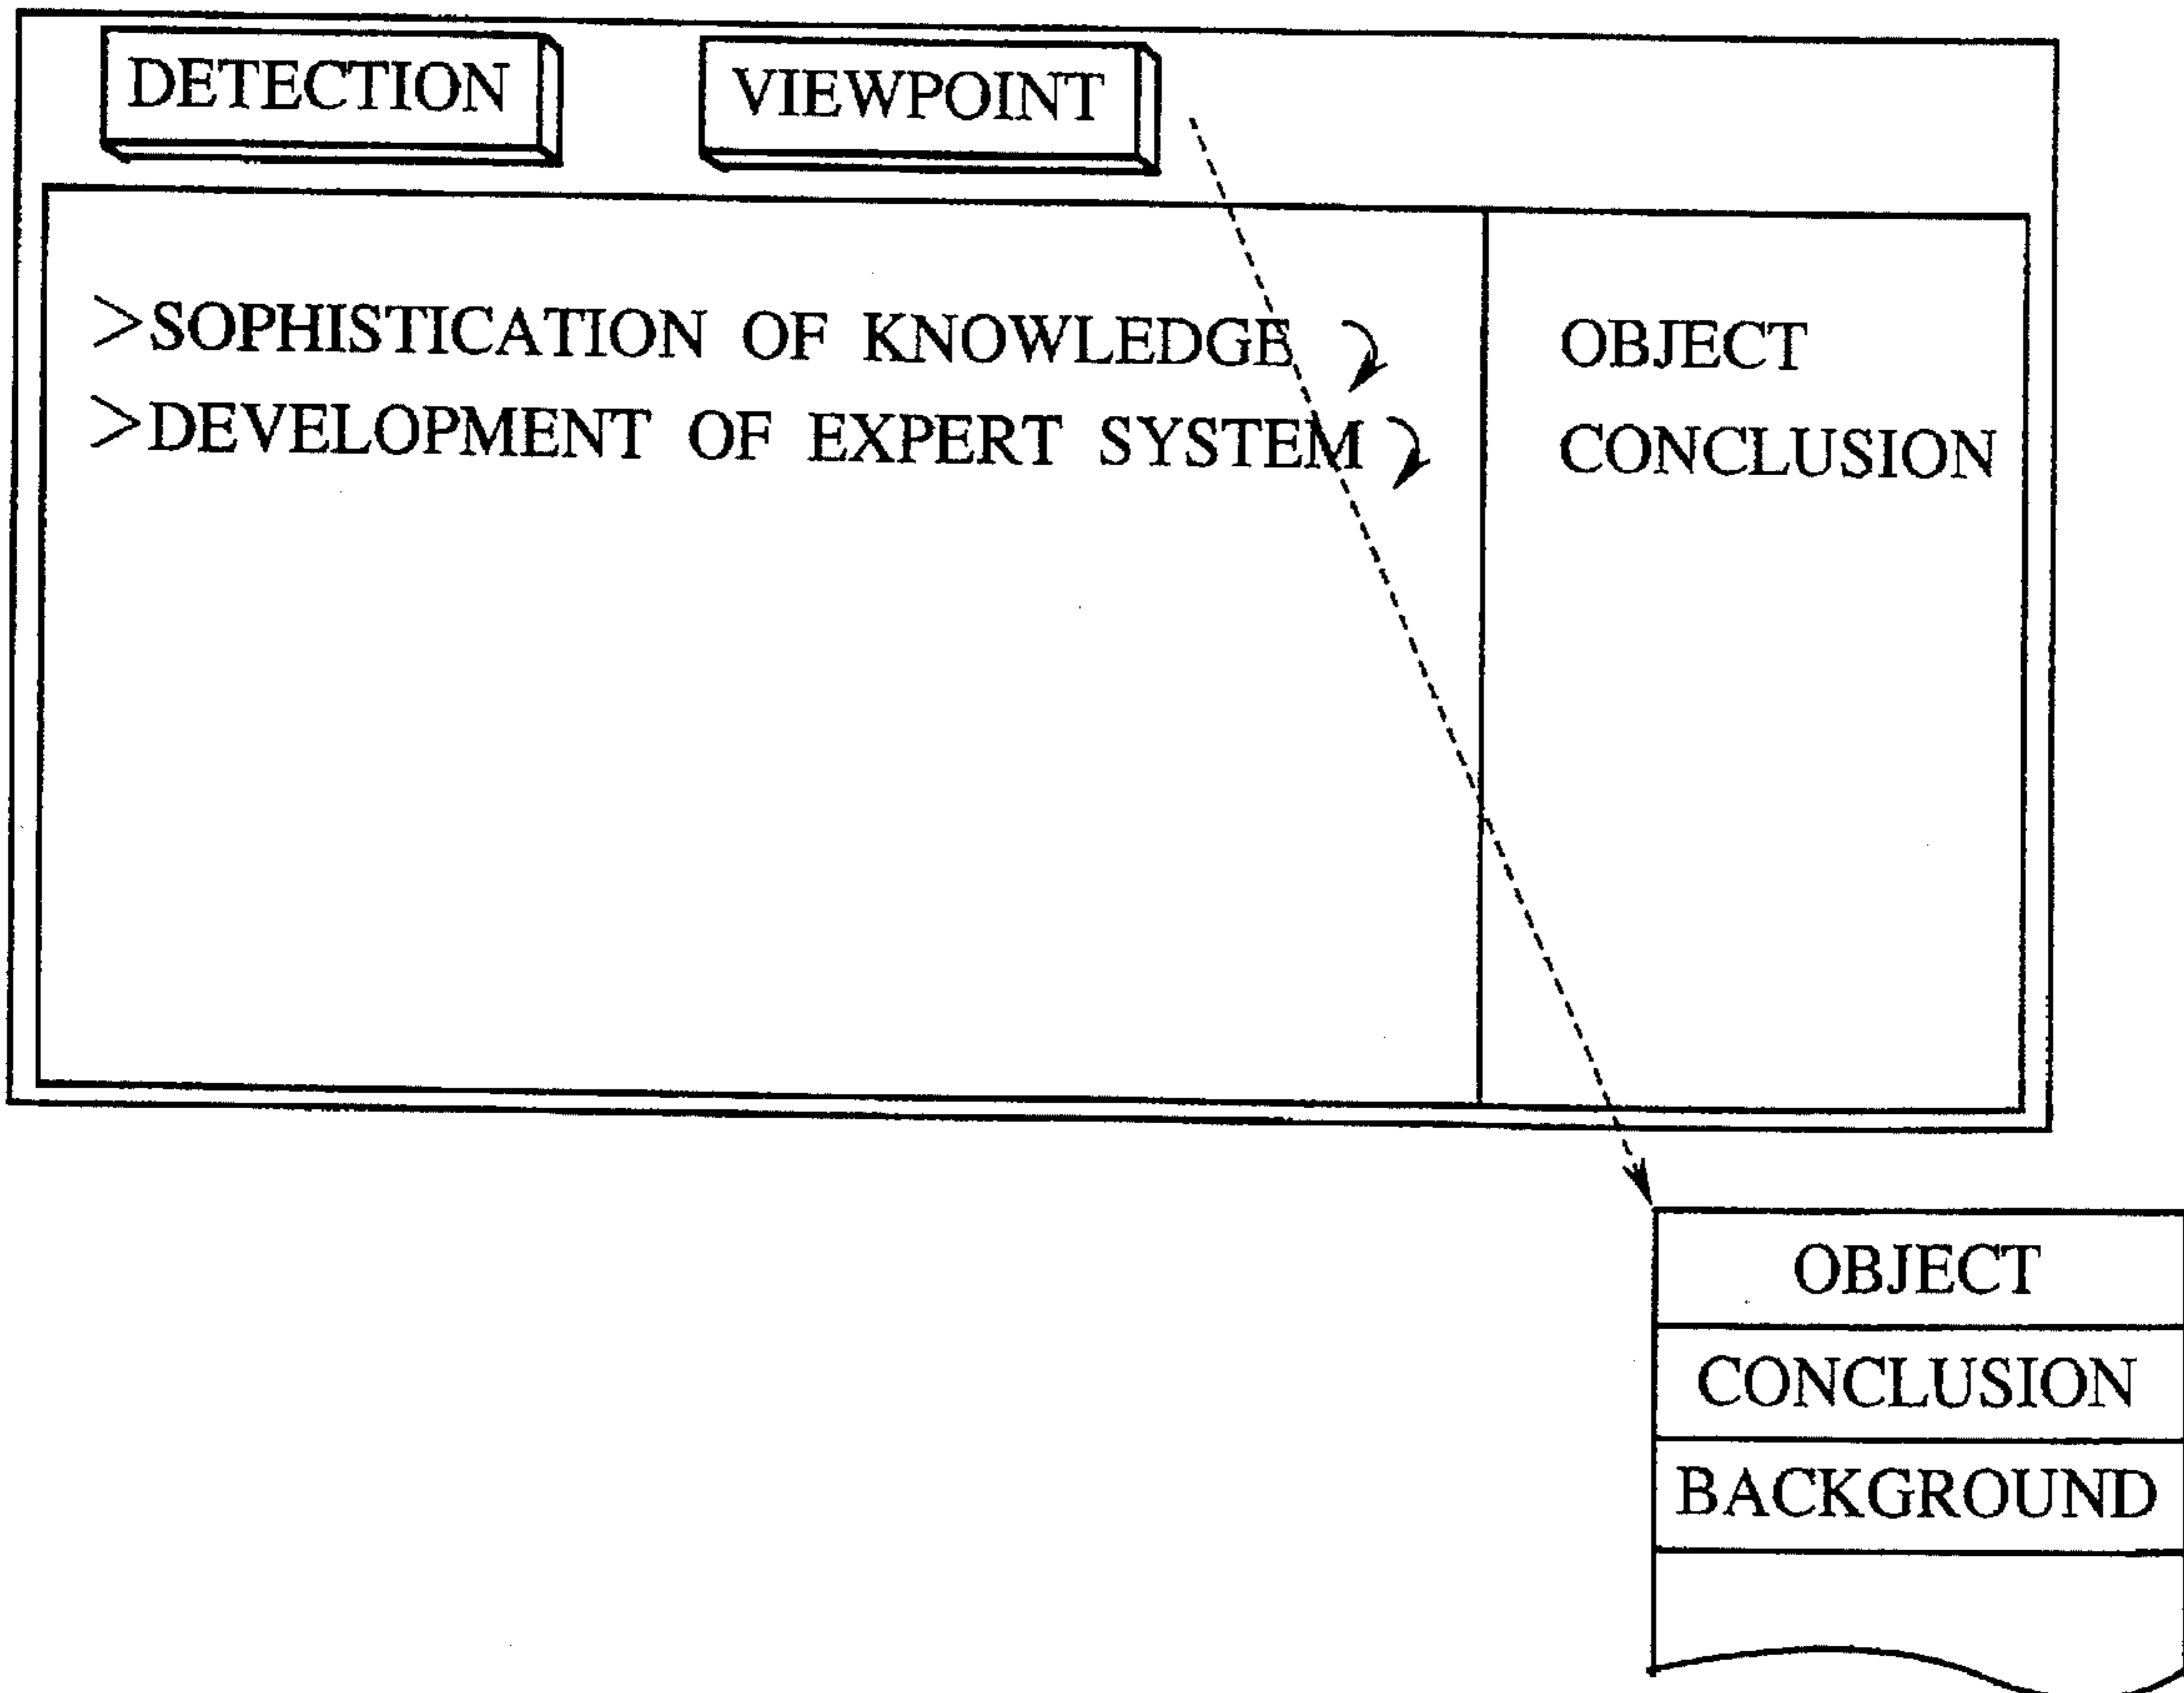 DETECTION VIEWPOINT
>SOPHISTICATION OF KNOWLEDGE OBJECT
>DEVELOPMENT OF EXPERT SYSTEM CONCLUSION
OBJECT
CONCLUSION
BACKGROUND